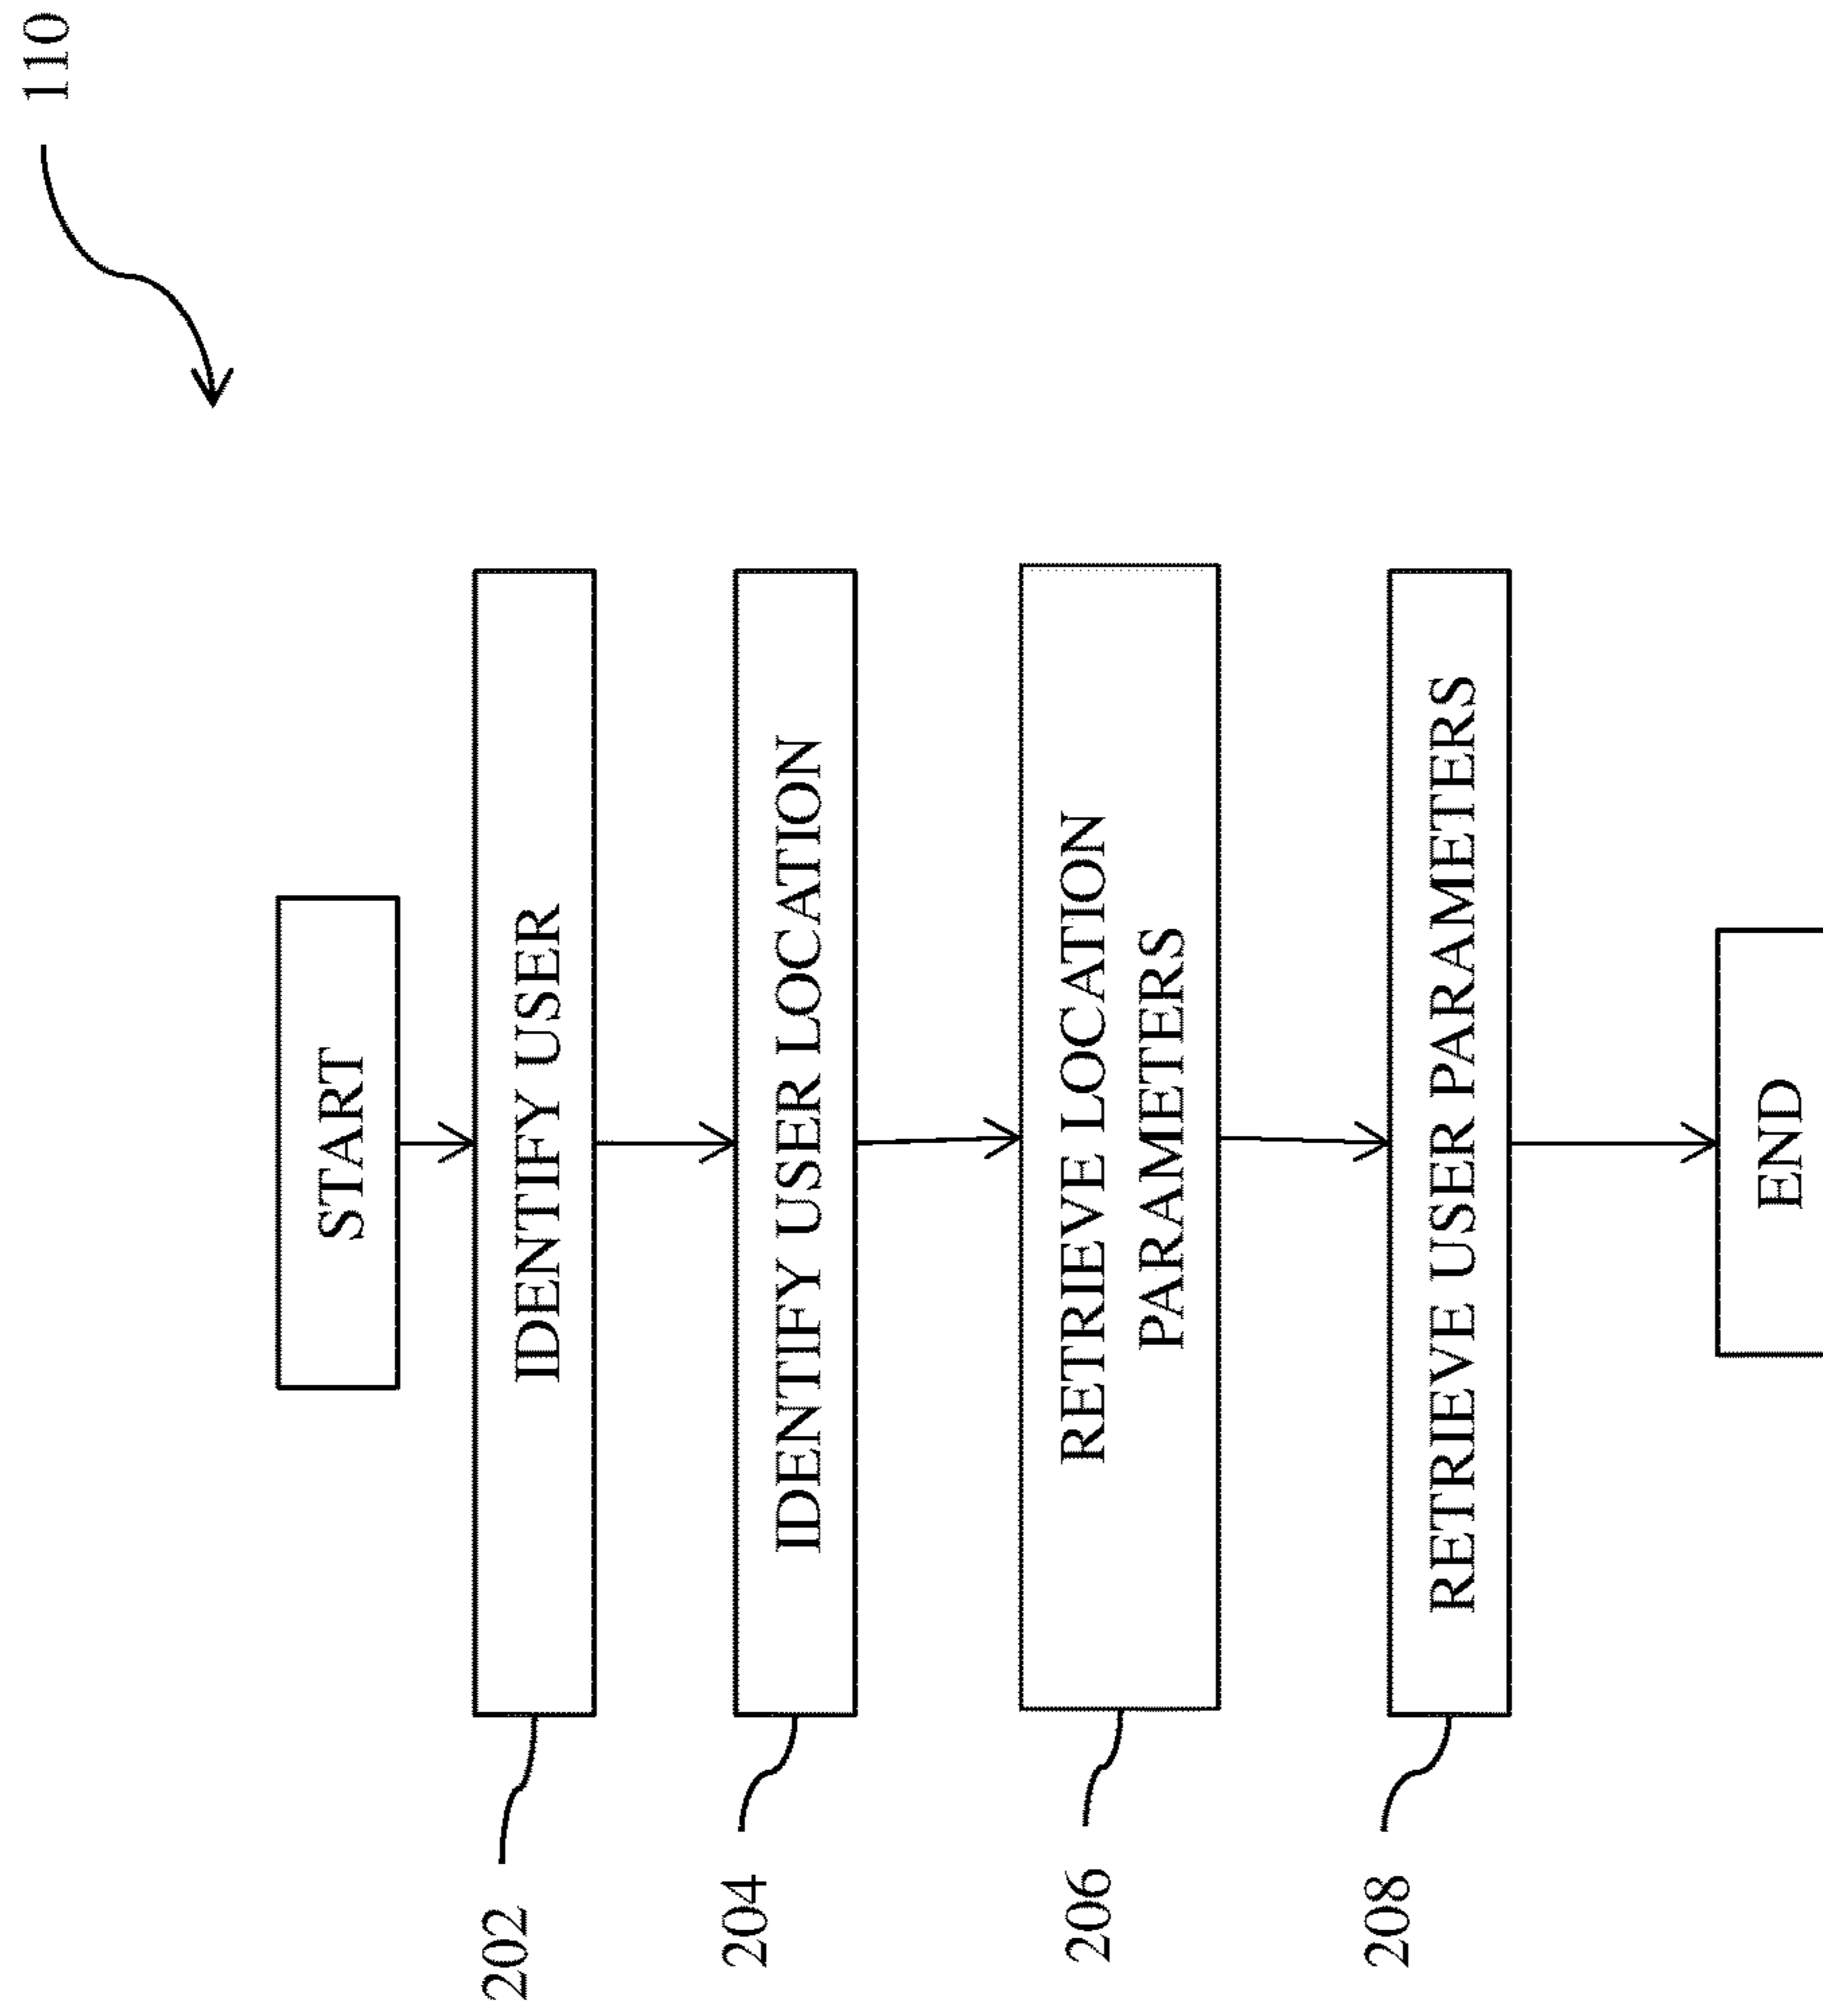 110
START
202
IDENTIFY USER
204
IDENTIFY USER LOCATION
206
RETRIEVE LOCATION
PARAMETERS
208
RETRIEVE USER PARAMETERS
END